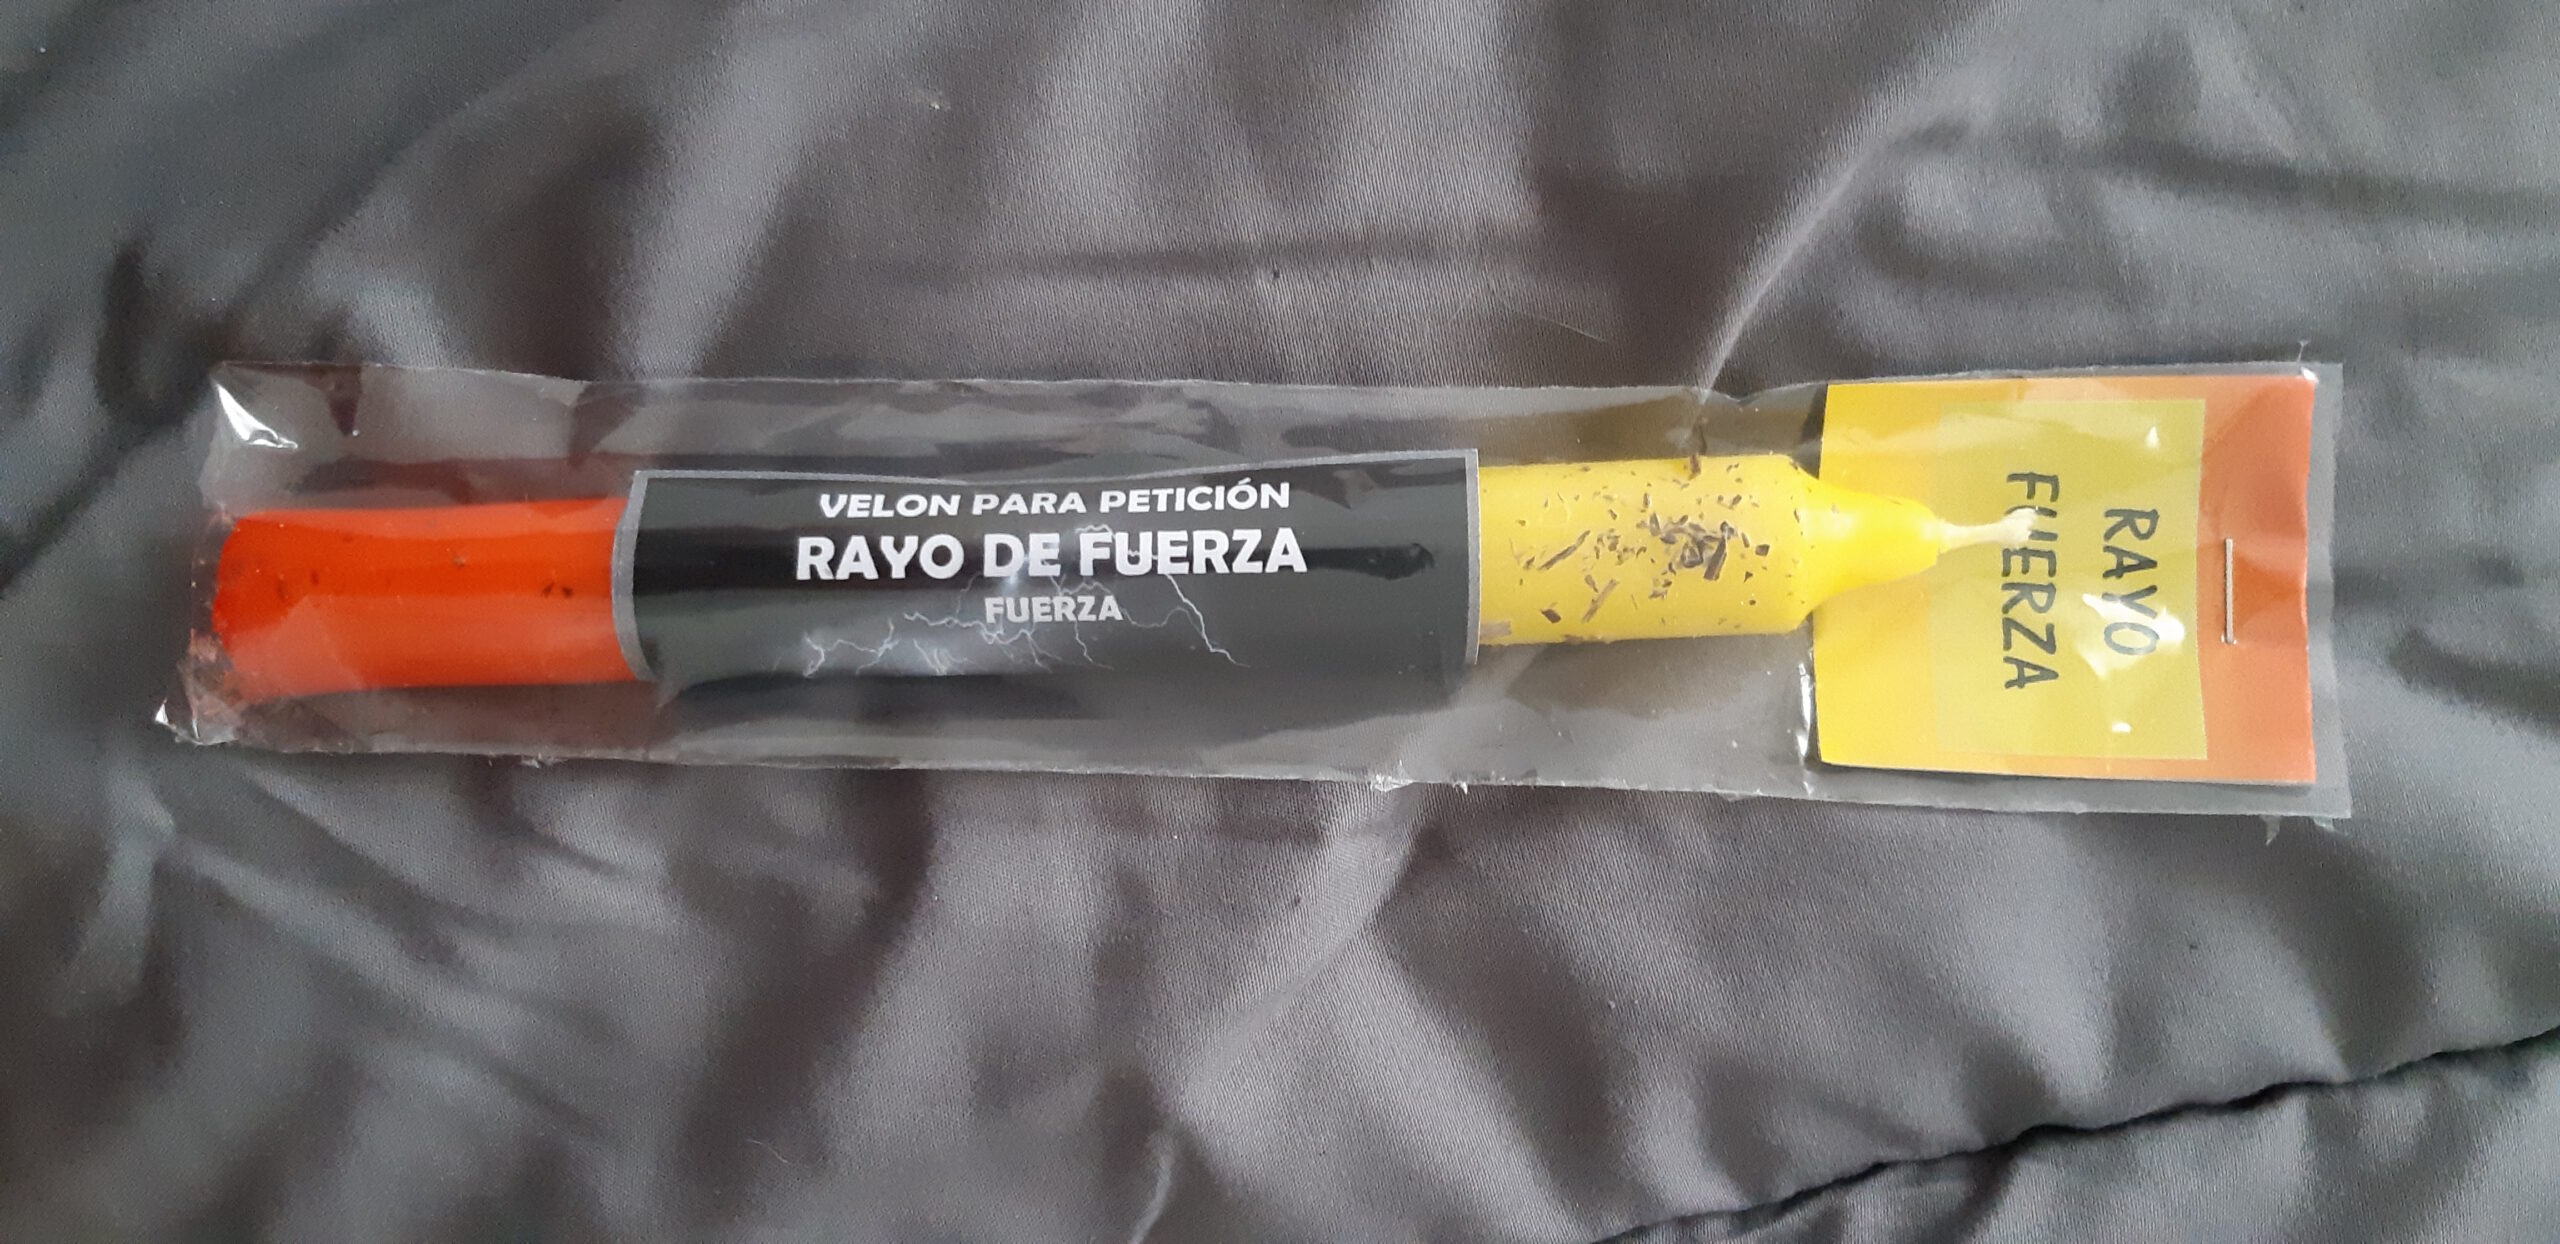 VELON PARA PETICIÓN
RAYO DE FUERZA
FUERZA
RAYO
FUERZA